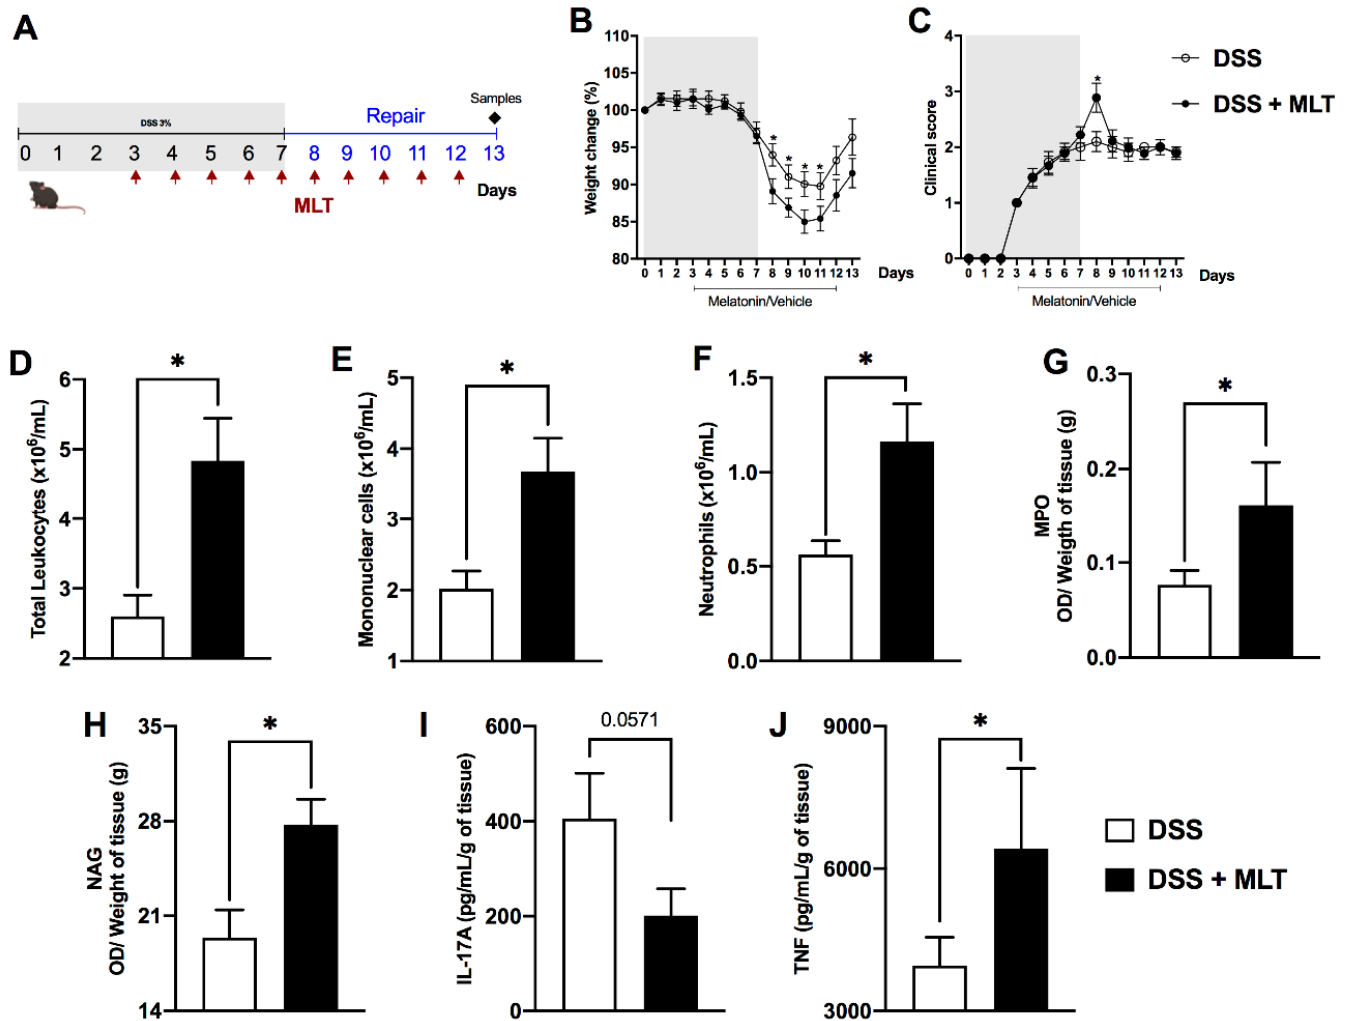 A
DSS 3%
Repair
Samples
0 1 2 3 4 5 6 7 8 9 10 11 12 13
MLT
Days
B
Weight change (%)
110
105
100
95
90
85
80
* * * *
0 1 2 3 4 5 6 7 8 9 10 11 12 13
Days
Melatonin/Vehicle
C
Clinical score
4
3
2
1
0
*
0 1 2 3 4 5 6 7 8 9 10 11 12 13
Days
Melatonin/Vehicle
DSS
DSS + MLT
D
Total Leukocytes (x10⁶/mL)
6
5
4
3
2
*
E
Mononuclear cells (x10⁶/mL)
5
4
3
2
1
*
F
Neutrophils (x10⁶/mL)
1.5
1.0
0.5
0.0
*
G
MPO
OD/ Weigth of tissue (g)
0.3
0.2
0.1
0.0
*
H
NAG
OD/ Weight of tissue (g)
35
28
21
14
*
I
IL-17A (pg/mL/g of tissue)
600
400
200
0
0.0571
J
TNF (pg/mL/g of tissue)
9000
6000
3000
*
DSS
DSS + MLT